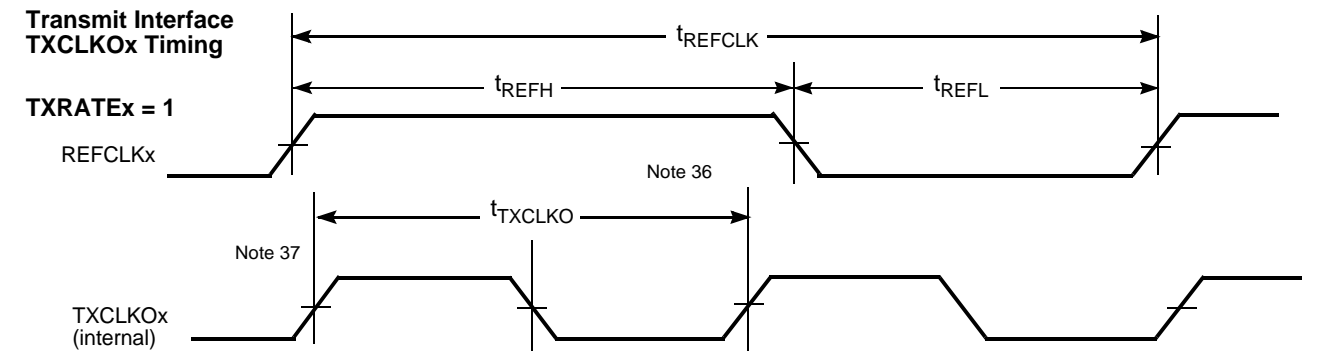 Transmit Interface
TXCLKOx Timing
tREFCLK
tREFH
tREFL
TXRATEx = 1
REFCLKx
Note 36
tTXCLKO
Note 37
TXCLKOx
(internal)